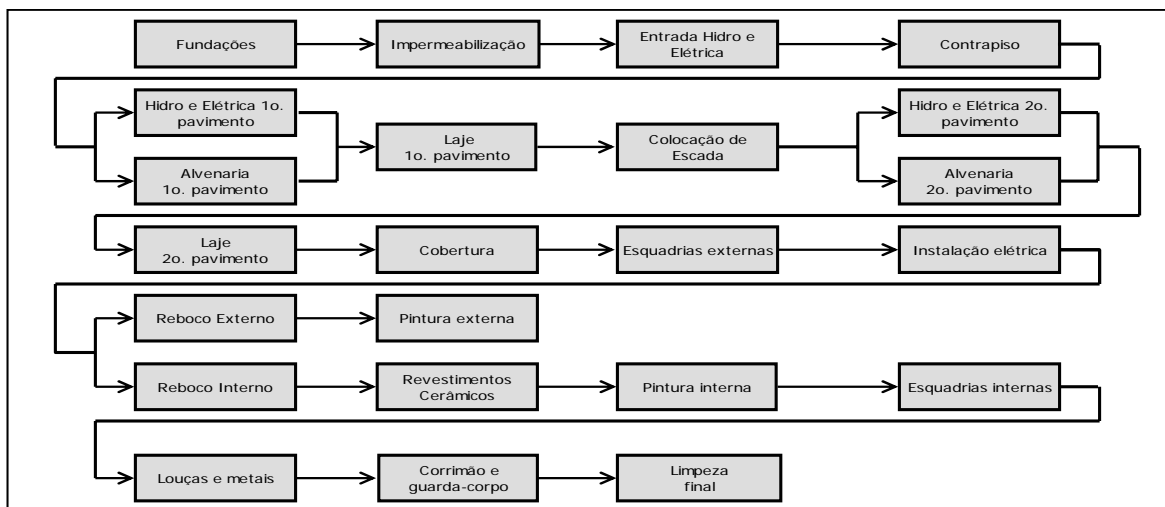 Fundações
Impermeabilização
Entrada Hidro e
Elétrica
Contrapiso
Hidro e Elétrica 1o.
pavimento
Alvenaria
1o. pavimento
Laje
1o. pavimento
Colocação de
Escada
Hidro e Elétrica 2o.
pavimento
Alvenaria
2o. pavimento
Laje
2o. pavimento
Cobertura
Esquadrias externas
Instalação elétrica
Reboco Externo
Pintura externa
Reboco Interno
Revestimentos
Cerâmicos
Pintura interna
Esquadrias internas
Louças e metais
Corrimão e
guarda-corpo
Limpeza
final